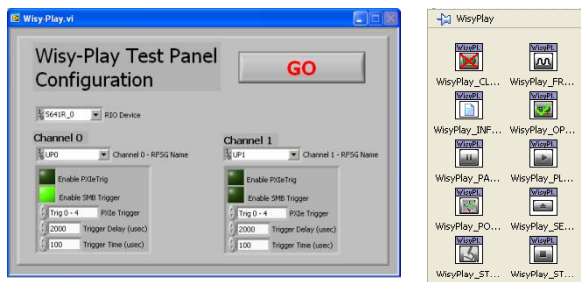 Wisy-Play.vi
Wisy-Play Test Panel
Configuration
GO
5641R_0 RIO Device
Channel 0
UP0 Channel 0 - RFSG Name
Enable PXIeTrig
Enable SMB Trigger
Trig 0 - 4 PXIe Trigger
2000 Trigger Delay (usec)
100 Trigger Time (usec)
Channel 1
UP1 Channel 1 - RFSG Name
Enable PXIeTrig
Enable SMB Trigger
Trig 0 - 4 PXIe Trigger
2000 Trigger Delay (usec)
100 Trigger Time (usec)
WisyPlay
WisyPl. WisyPl.
WisyPlay_CL... WisyPlay_FR...
WisyPl. WisyPl.
WisyPlay_INF... WisyPlay_OP...
WisyPl. WisyPl.
WisyPlay_PA... WisyPlay_PL...
WisyPl. WisyPl.
WisyPlay_PO... WisyPlay_SE...
WisyPl. WisyPl.
WisyPlay_ST... WisyPlay_ST...